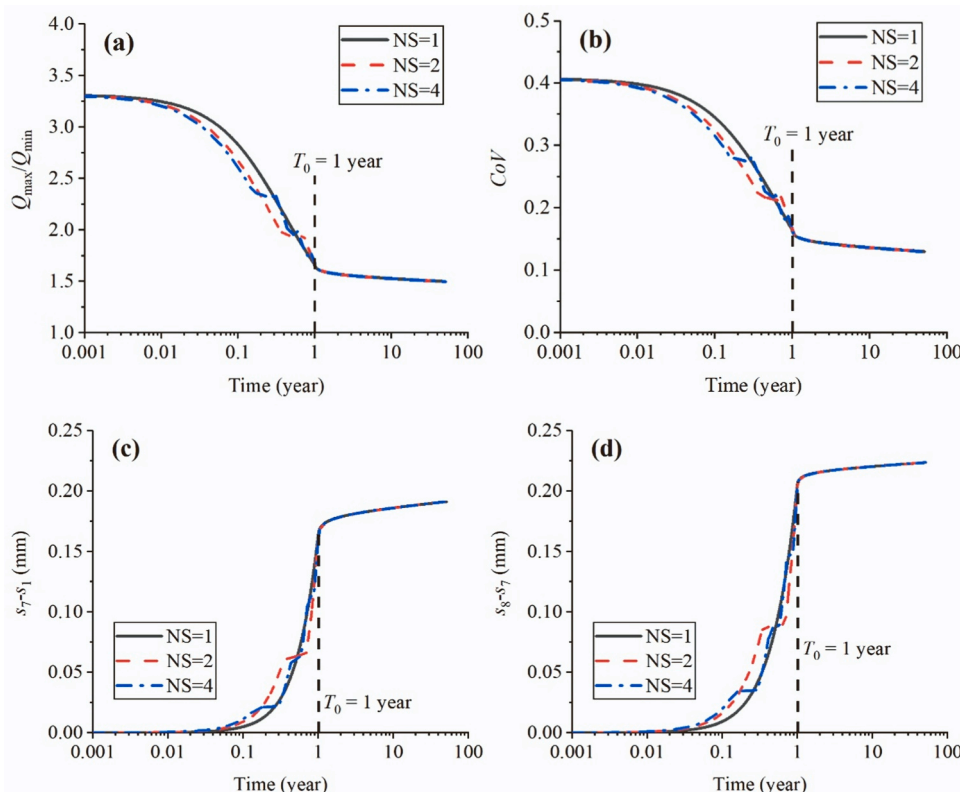 (a)
NS=1
NS=2
NS=4
T0 = 1 year
Qmax/Qmin
4.0
3.5
3.0
2.5
2.0
1.5
1.0
0.001 0.01 0.1 1 10 100
Time (year)
(b)
NS=1
NS=2
NS=4
T0 = 1 year
CoV
0.5
0.4
0.3
0.2
0.1
0.0
0.001 0.01 0.1 1 10 100
Time (year)
(c)
NS=1
NS=2
NS=4
T0 = 1 year
s7-s1 (mm)
0.25
0.20
0.15
0.10
0.05
0.00
0.001 0.01 0.1 1 10 100
Time (year)
(d)
NS=1
NS=2
NS=4
T0 = 1 year
s8-s7 (mm)
0.25
0.20
0.15
0.10
0.05
0.00
0.001 0.01 0.1 1 10 100
Time (year)